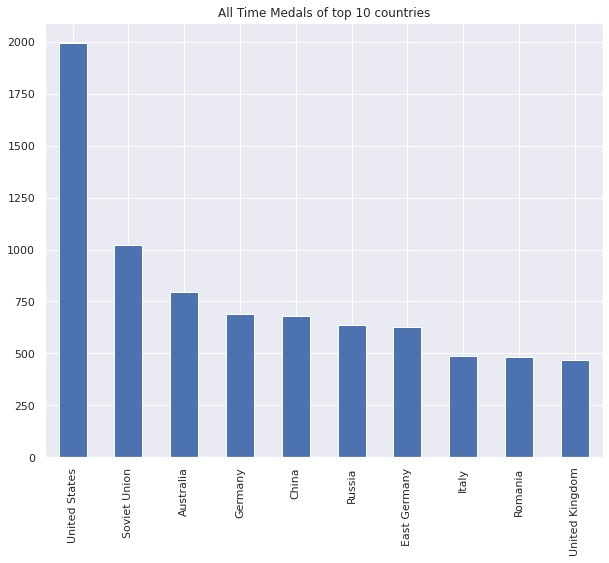 All Time Medals of top 10 countries
2000
1750
1500
1250
1000
750
500
250
0
United States
Soviet Union
Australia
Germany
China
Russia
East Germany
Italy
Romania
United Kingdom